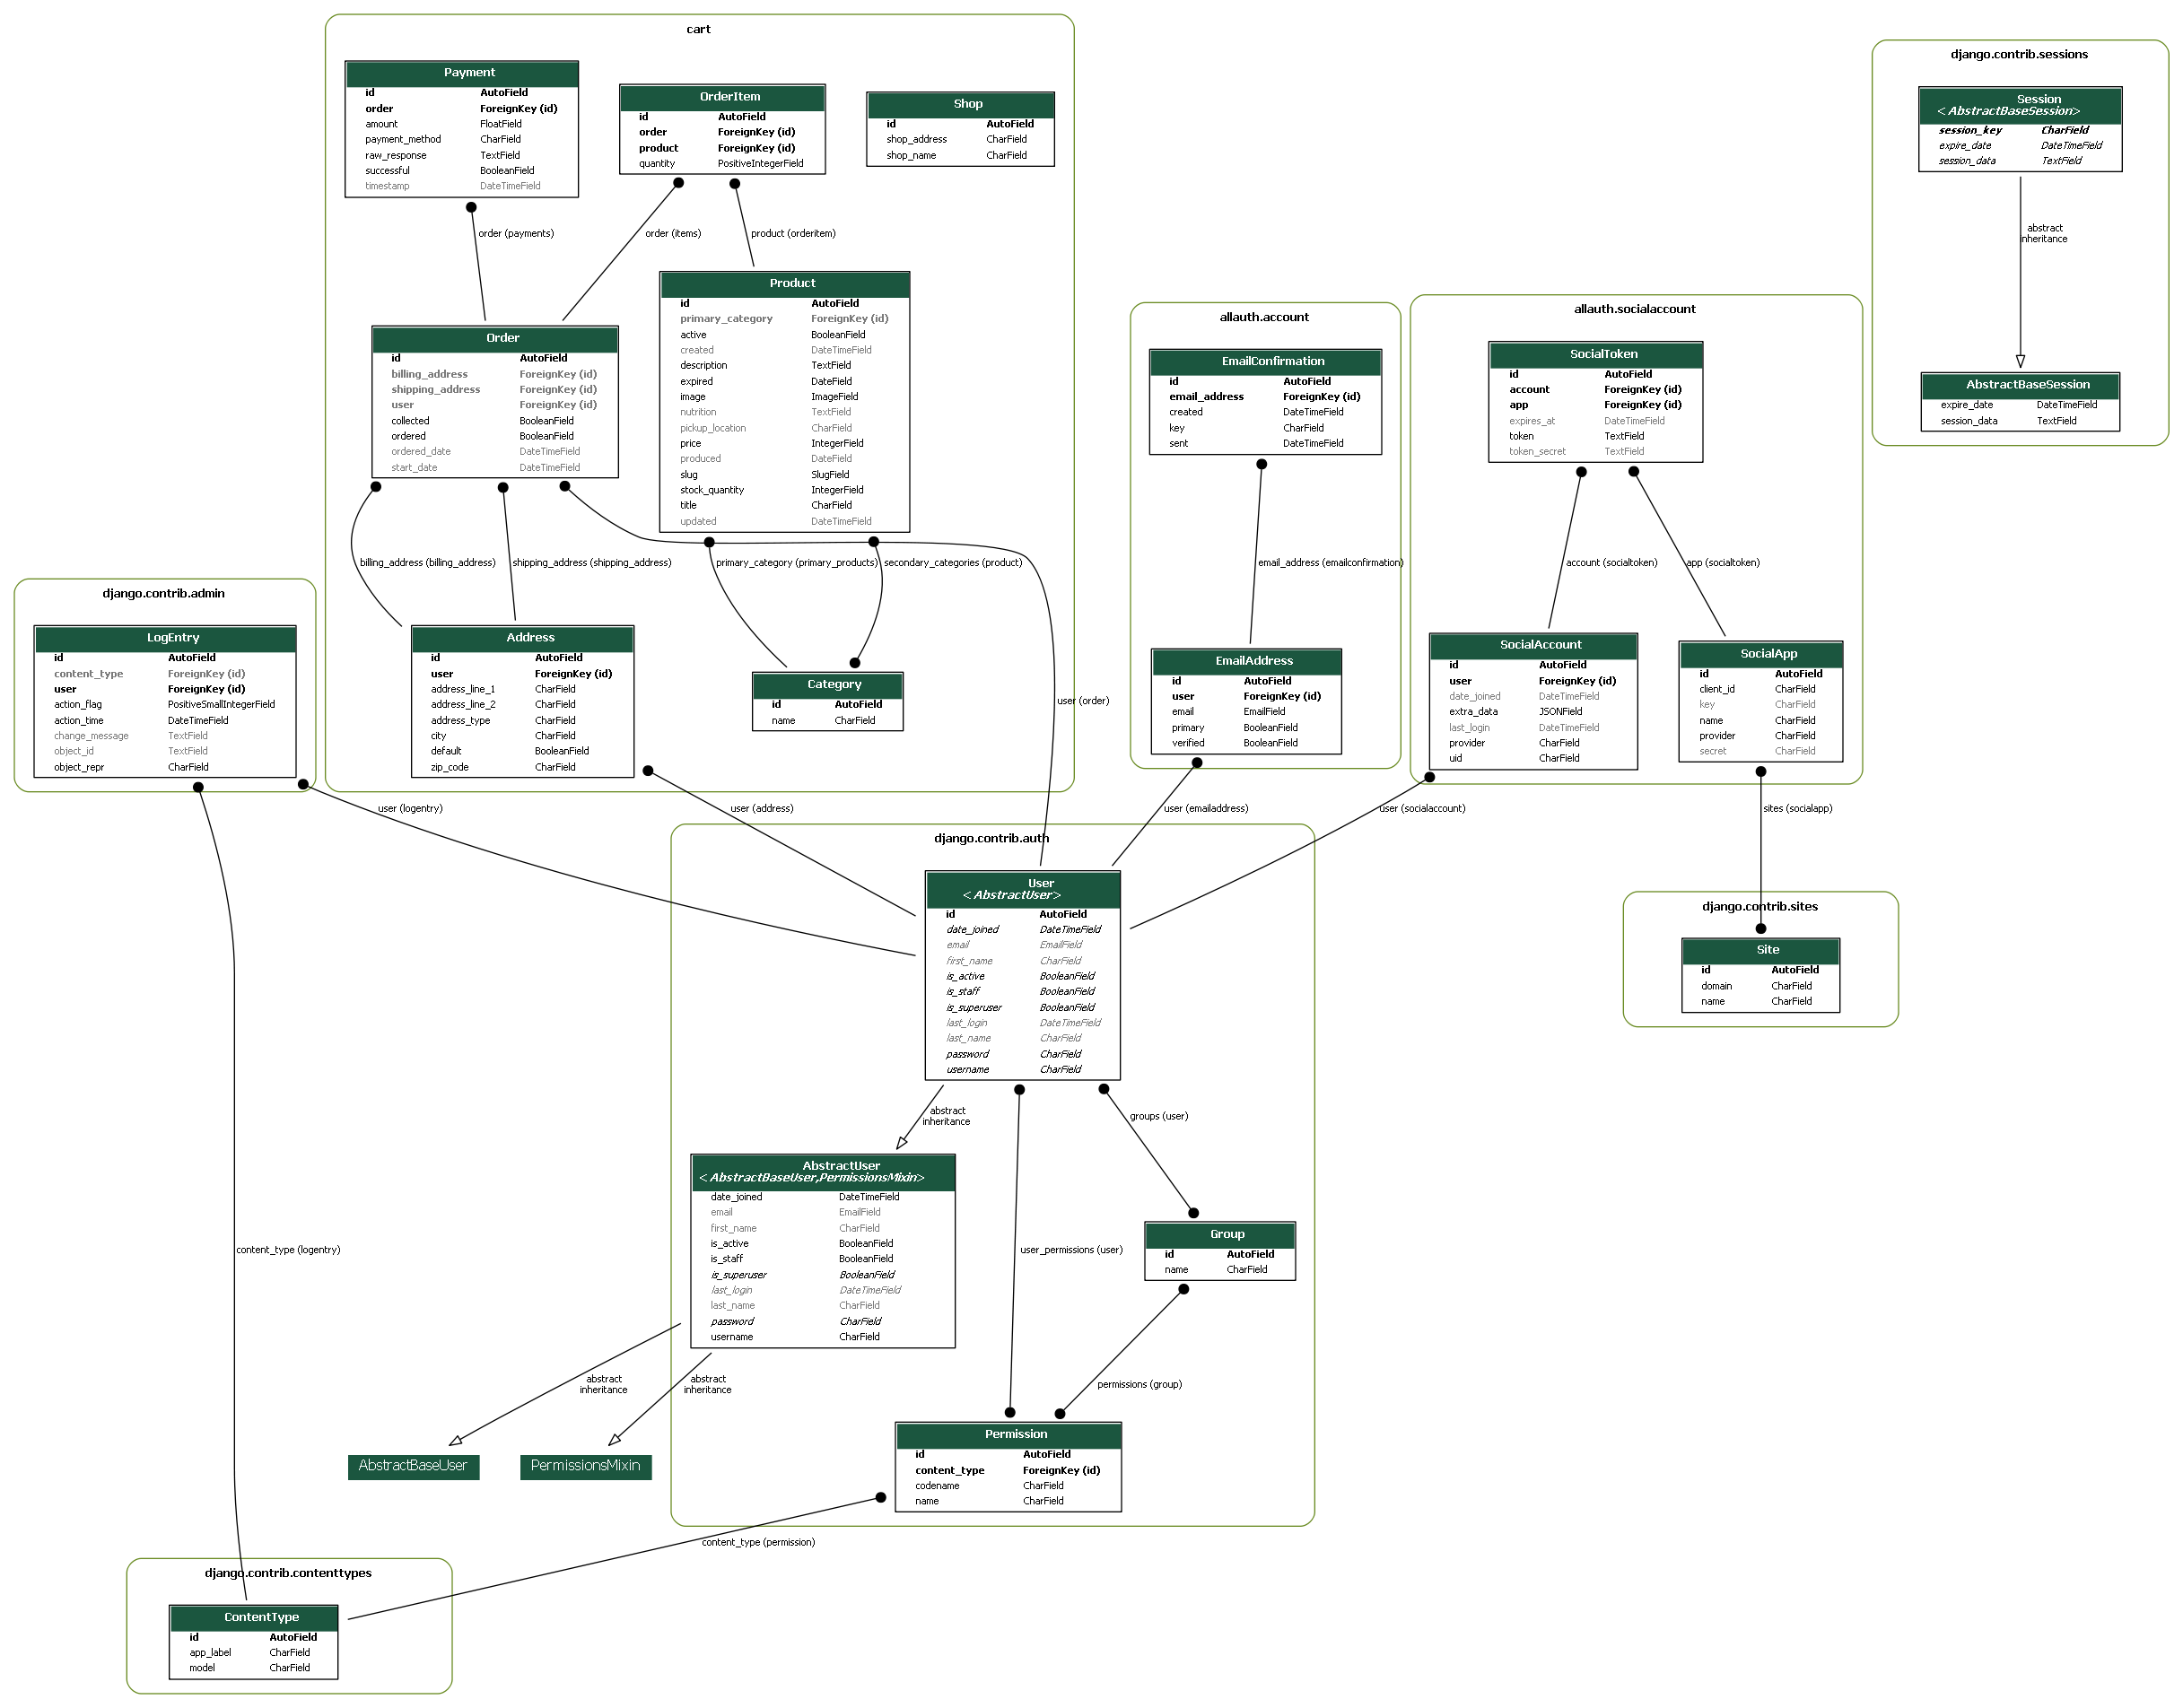 cart
Payment
id AutoField
order ForeignKey (id)
amount FloatField
payment_method CharField
raw_response TextField
successful BooleanField
timestamp DateTimeField
OrderItem
id AutoField
order ForeignKey (id)
product ForeignKey (id)
quantity PositiveIntegerField
Shop
id AutoField
shop_address CharField
shop_name CharField
order (payments)
order (items)
product (orderitem)
Order
id AutoField
billing_address ForeignKey (id)
shipping_address ForeignKey (id)
user ForeignKey (id)
collected BooleanField
ordered BooleanField
ordered_date DateTimeField
start_date DateTimeField
Product
id AutoField
primary_category ForeignKey (id)
active BooleanField
created DateTimeField
description TextField
expired DateField
image ImageField
nutrition TextField
pickup_location CharField
price IntegerField
produced DateField
slug SlugField
stock_quantity IntegerField
title CharField
updated DateTimeField
billing_address (billing_address)
shipping_address (shipping_address)
primary_category (primary_products)
secondary_categories (product)
Address
id AutoField
user ForeignKey (id)
address_line_1 CharField
address_line_2 CharField
address_type CharField
city CharField
default BooleanField
zip_code CharField
Category
id AutoField
name CharField
user (order)
django.contrib.admin
LogEntry
id AutoField
content_type ForeignKey (id)
user ForeignKey (id)
action_flag PositiveSmallIntegerField
action_time DateTimeField
change_message TextField
object_id TextField
object_repr CharField
allauth.account
EmailConfirmation
id AutoField
email_address ForeignKey (id)
created DateTimeField
key CharField
sent DateTimeField
email_address (emailconfirmation)
EmailAddress
id AutoField
user ForeignKey (id)
email EmailField
primary BooleanField
verified BooleanField
allauth.socialaccount
SocialToken
id AutoField
account ForeignKey (id)
app ForeignKey (id)
expires_at DateTimeField
token TextField
token_secret TextField
account (socialtoken)
app (socialtoken)
SocialAccount
id AutoField
user ForeignKey (id)
date_joined DateTimeField
extra_data JSONField
last_login DateTimeField
provider CharField
uid CharField
SocialApp
id AutoField
client_id CharField
key CharField
name CharField
provider CharField
secret CharField
django.contrib.sessions
Session
<AbstractBaseSession>
session_key CharField
expire_date DateTimeField
session_data TextField
abstract
inheritance
AbstractBaseSession
expire_date DateTimeField
session_data TextField
user (logentry)
user (address)
user (emailaddress)
user (socialaccount)
sites (socialapp)
django.contrib.auth
User
<AbstractUser>
id AutoField
date_joined DateTimeField
email EmailField
first_name CharField
is_active BooleanField
is_staff BooleanField
is_superuser BooleanField
last_login DateTimeField
last_name CharField
password CharField
username CharField
django.contrib.sites
Site
id AutoField
domain CharField
name CharField
abstract
inheritance
groups (user)
AbstractUser
<AbstractBaseUser,PermissionsMixin>
date_joined DateTimeField
email EmailField
first_name CharField
is_active BooleanField
is_staff BooleanField
is_superuser BooleanField
last_login DateTimeField
last_name CharField
password CharField
username CharField
content_type (logentry)
user_permissions (user)
Group
id AutoField
name CharField
abstract
inheritance
abstract
inheritance
permissions (group)
AbstractBaseUser
PermissionsMixin
Permission
id AutoField
content_type ForeignKey (id)
codename CharField
name CharField
content_type (permission)
django.contrib.contenttypes
ContentType
id AutoField
app_label CharField
model CharField